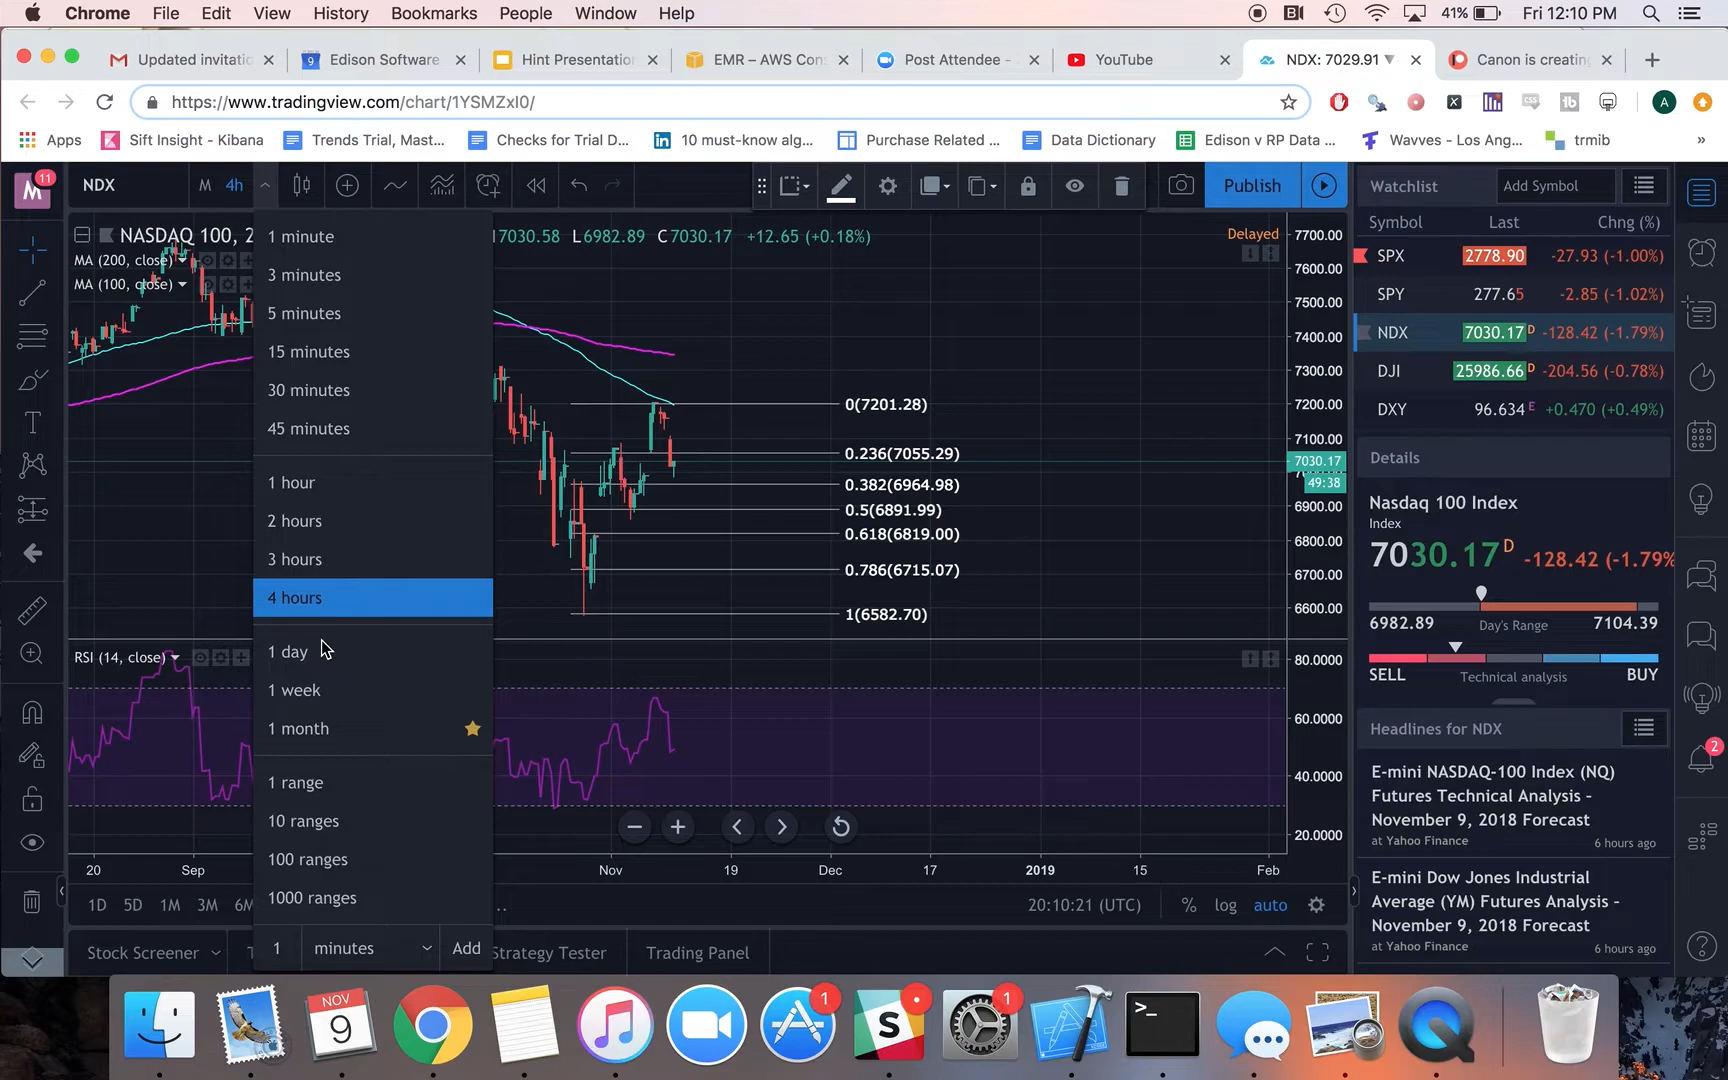 Chrome File Edit View History Bookmarks People Window Help
41% Fri 12:10 PM
Updated invitatio
9 Edison Software
Hint Presentation
EMR – AWS Cons
Post Attendee -
YouTube
NDX: 7029.91 ▼
Canon is creating
https://www.tradingview.com/chart/1YSMZxI0/
A
Apps
Sift Insight - Kibana
Trends Trial, Mast...
Checks for Trial D...
10 must-know alg...
Purchase Related ...
Data Dictionary
Edison v RP Data ...
Wavves - Los Ang...
trmib
»
M 11
NDX M 4h
Publish
NASDAQ 100, 2
7030.58 L6982.89 C7030.17 +12.65 (+0.18%)
Delayed
MA (200, close)
MA (100, close)
1 minute
3 minutes
5 minutes
15 minutes
30 minutes
45 minutes
1 hour
2 hours
3 hours
4 hours
1 day
1 week
1 month
1 range
10 ranges
100 ranges
1000 ranges
1 minutes Add
0(7201.28)
0.236(7055.29)
0.382(6964.98)
0.5(6891.99)
0.618(6819.00)
0.786(6715.07)
1(6582.70)
7700.00
7600.00
7500.00
7400.00
7300.00
7200.00
7100.00
7030.17
49:38
6900.00
6800.00
6700.00
6600.00
RSI (14, close)
80.0000
60.0000
40.0000
20.0000
20 Sep Nov 19 Dec 17 2019 15 Feb
1D 5D 1M 3M 6M
20:10:21 (UTC) % log auto
Stock Screener
Strategy Tester
Trading Panel
Watchlist Add Symbol
Symbol Last Chng (%)
SPX 2778.90 -27.93 (-1.00%)
SPY 277.65 -2.85 (-1.02%)
NDX 7030.17 D -128.42 (-1.79%)
DJI 25986.66 D -204.56 (-0.78%)
DXY 96.634 E +0.470 (+0.49%)
Details
Nasdaq 100 Index
Index
7030.17 D -128.42 (-1.79%
6982.89 Day's Range 7104.39
SELL Technical analysis BUY
Headlines for NDX
E-mini NASDAQ-100 Index (NQ)
Futures Technical Analysis -
November 9, 2018 Forecast
at Yahoo Finance 6 hours ago
E-mini Dow Jones Industrial
Average (YM) Futures Analysis -
November 9, 2018 Forecast
at Yahoo Finance 6 hours ago
2
NOV
9
1
S
1
>_